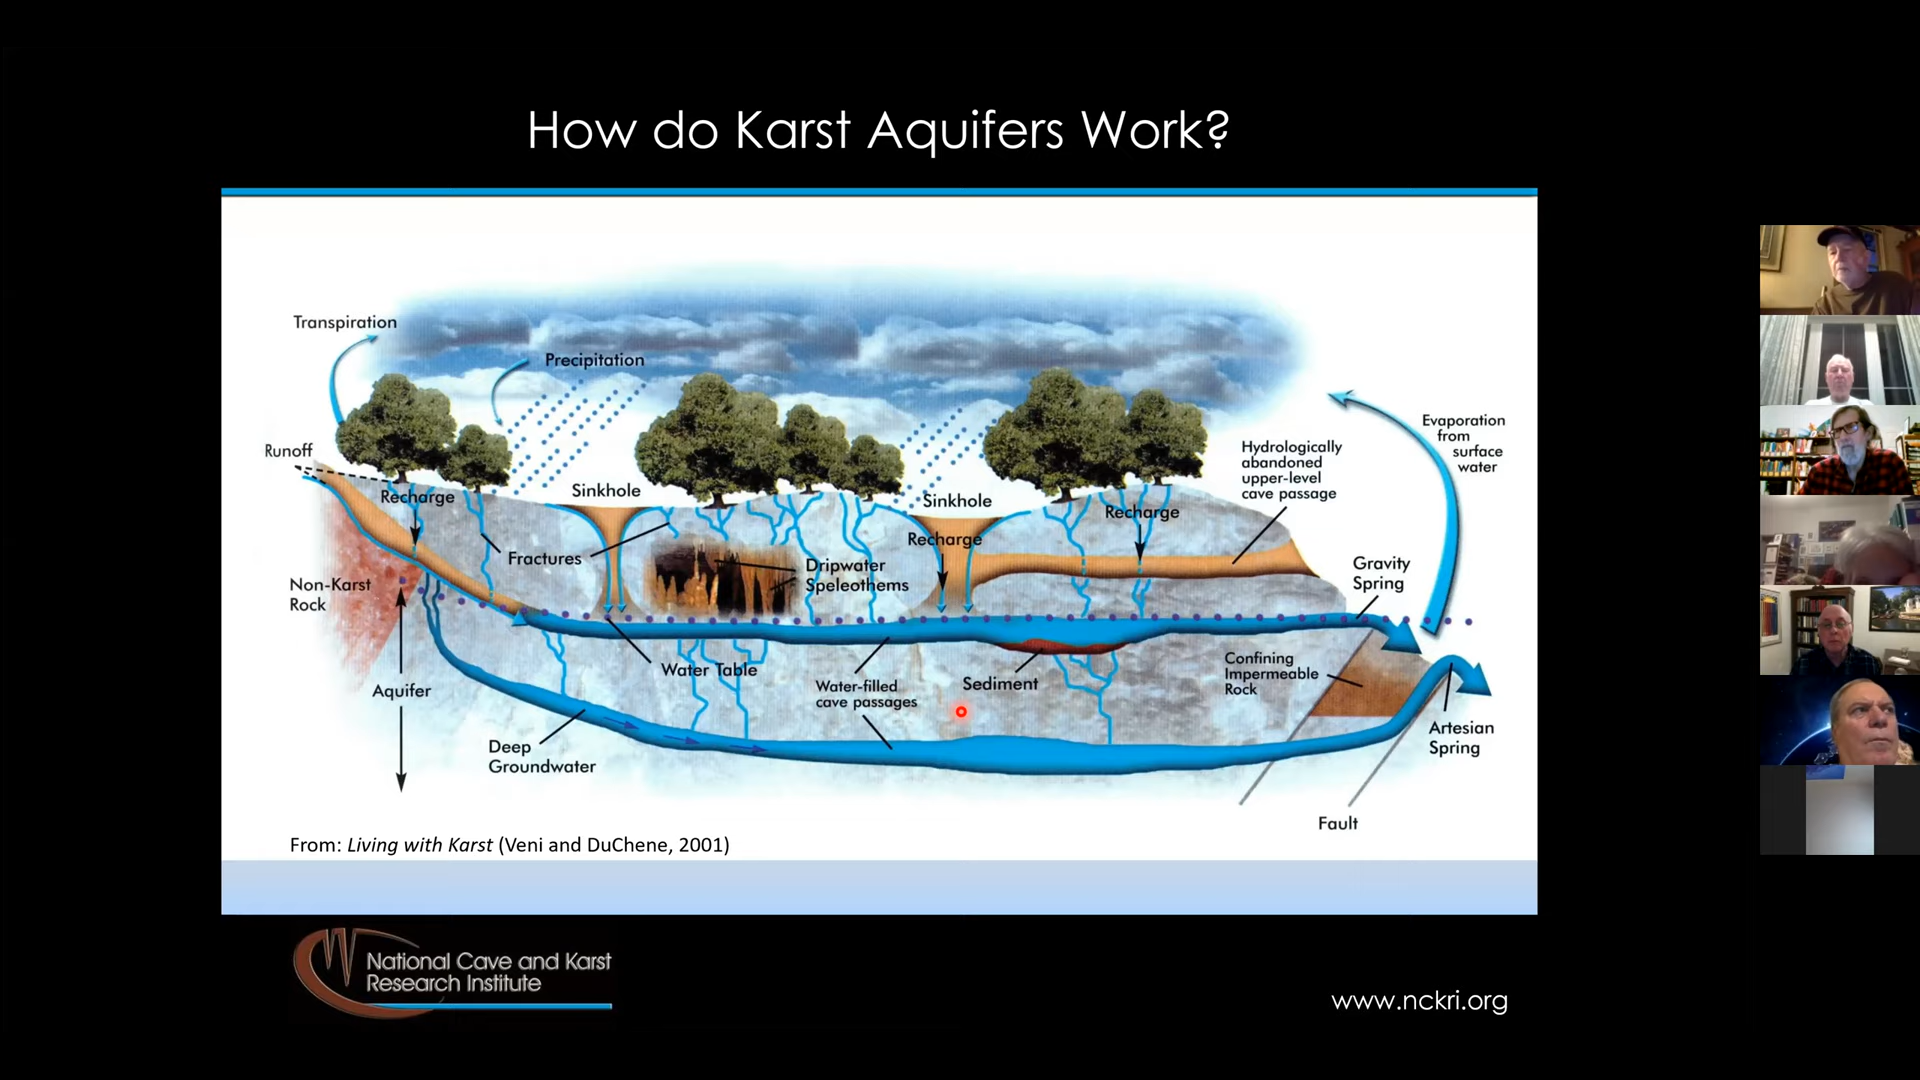 How do Karst Aquifers Work?
Transpiration
Precipitation
Runoff
Recharge
Sinkhole
Sinkhole
Hydrologically
abandoned
upper-level
cave passage
Evaporation
from
surface
water
Recharge
Recharge
Fractures
Dripwater
Speleothems
Non-Karst
Rock
Gravity
Spring
Water Table
Aquifer
Water-filled
cave passages
Sediment
Confining
Impermeable
Rock
Deep
Groundwater
Artesian
Spring
Fault
From: Living with Karst (Veni and DuChene, 2001)
National Cave and Karst
Research Institute
www.nckri.org